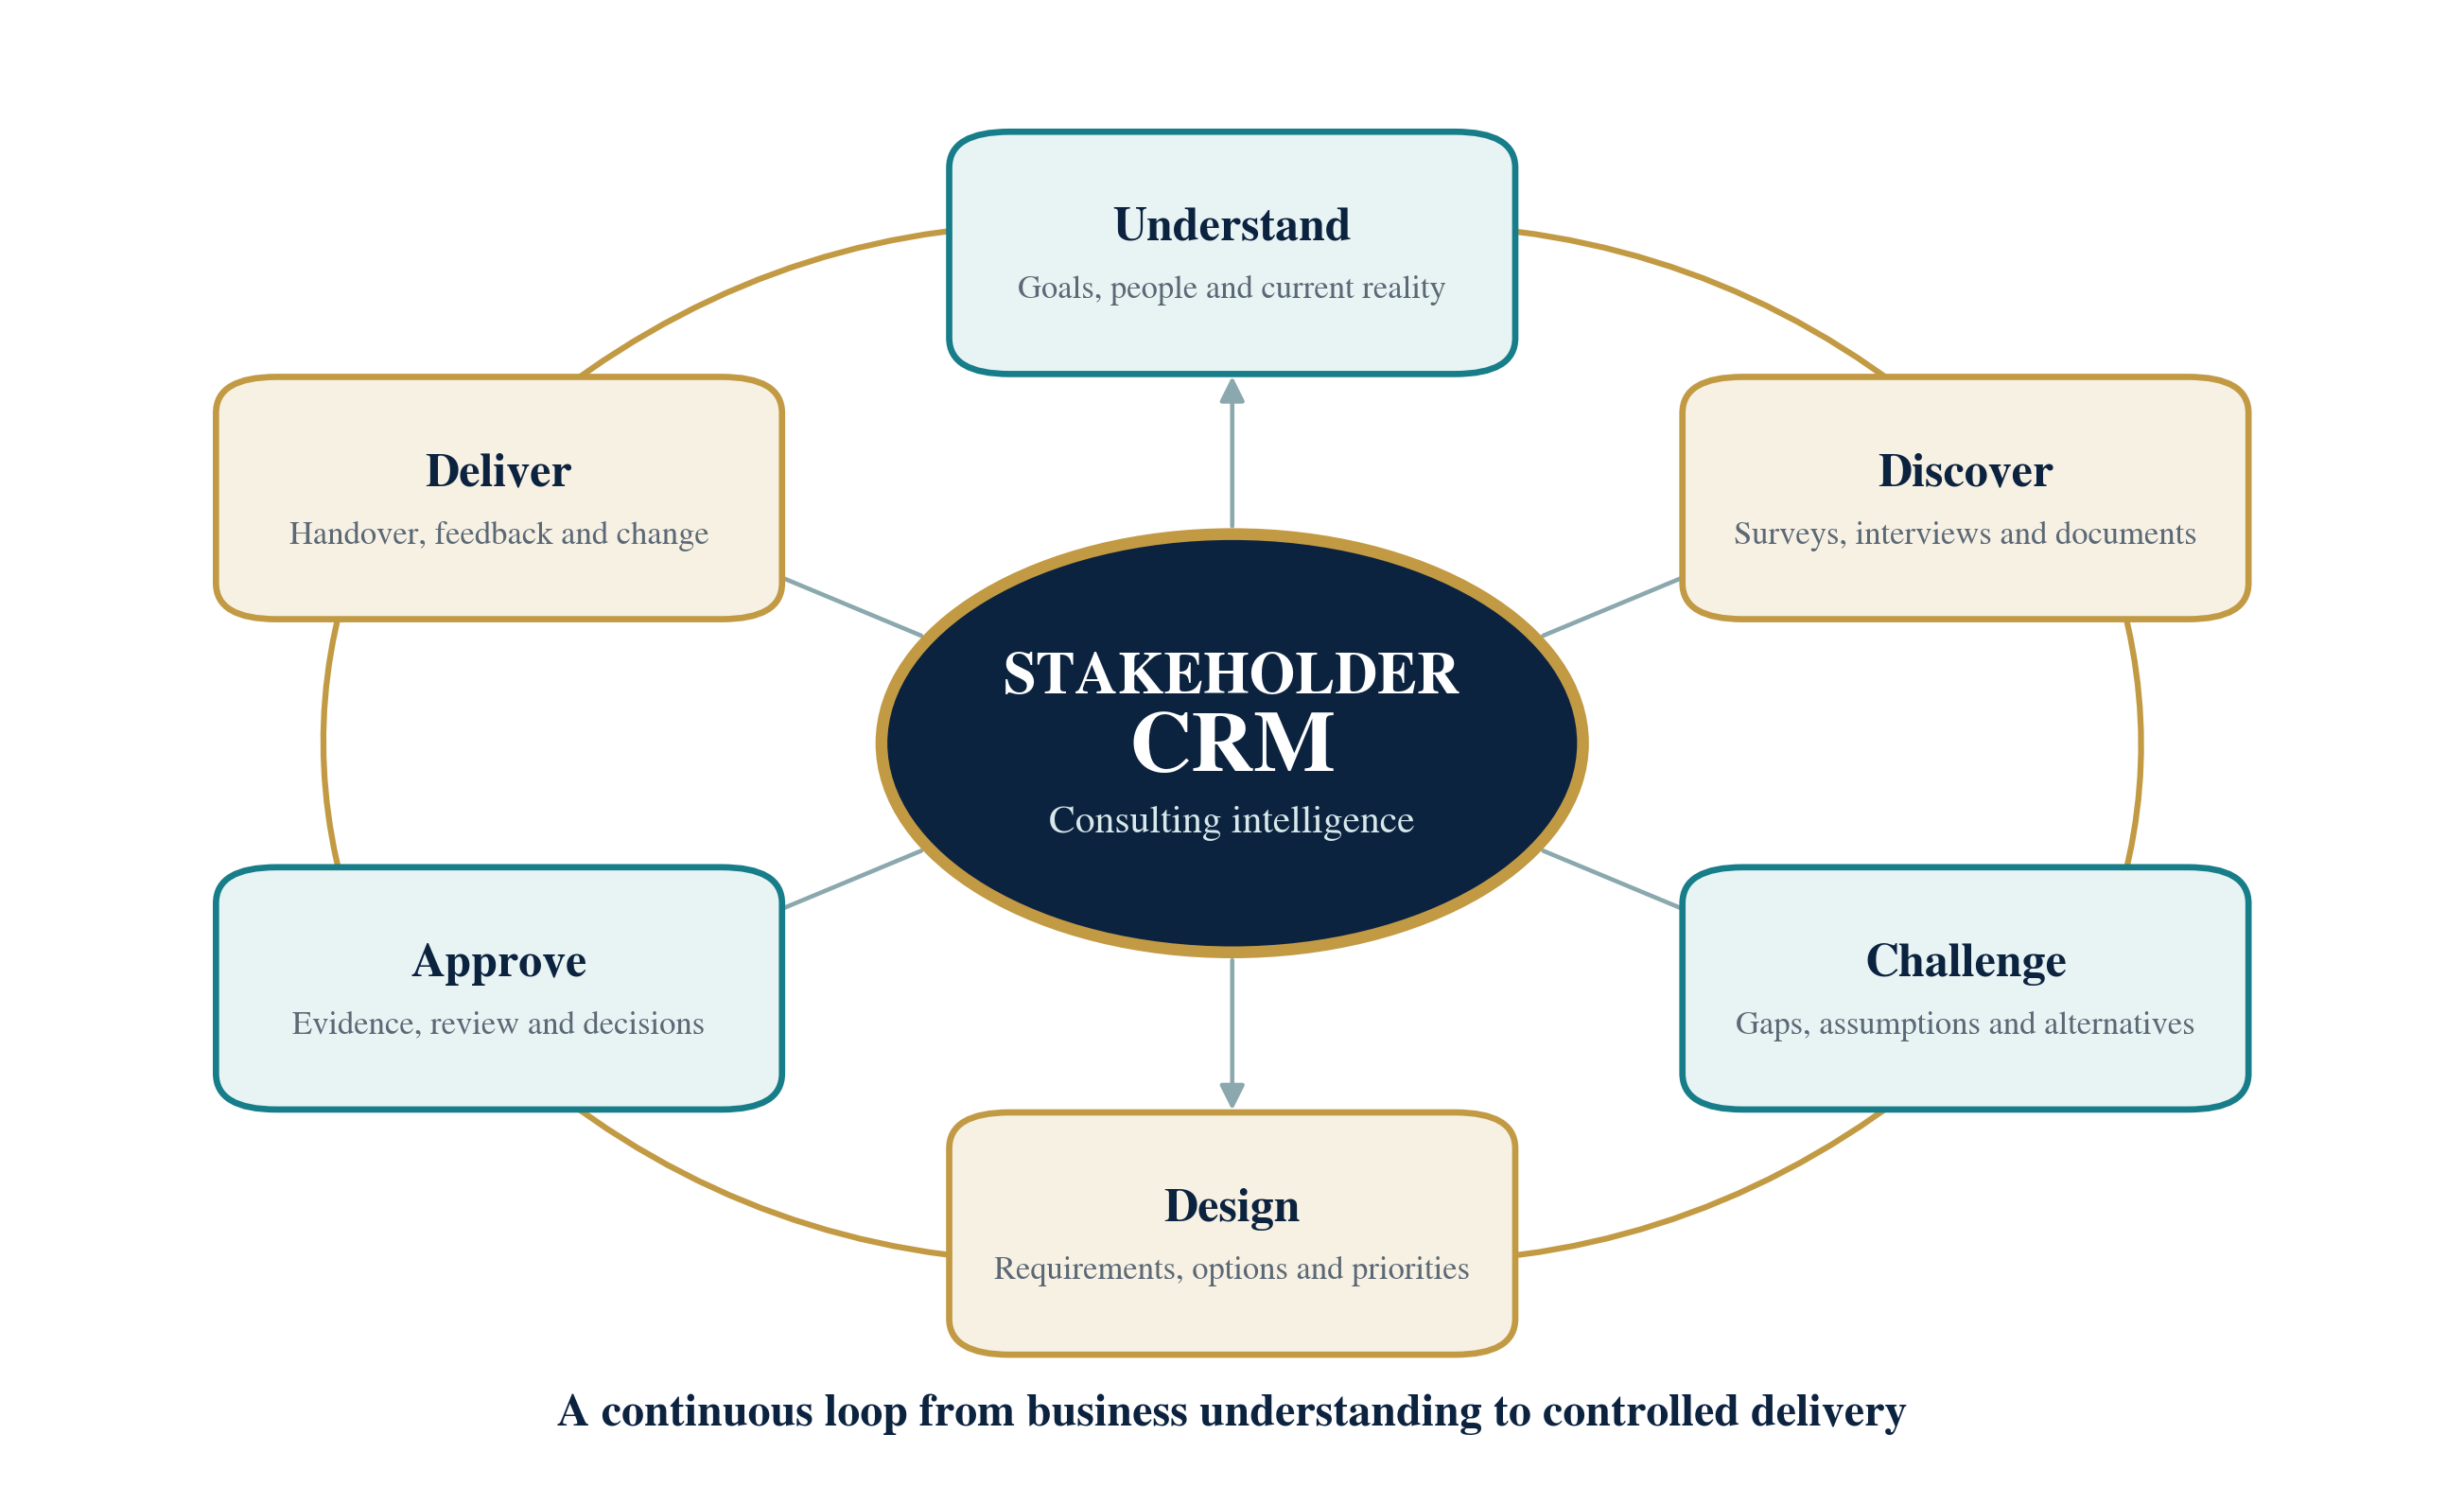 Understand
Goals, people and current reality
Deliver
Handover, feedback and change
Discover
Surveys, interviews and documents
STAKEHOLDER
CRM
Consulting intelligence
Approve
Evidence, review and decisions
Challenge
Gaps, assumptions and alternatives
Design
Requirements, options and priorities
A continuous loop from business understanding to controlled delivery